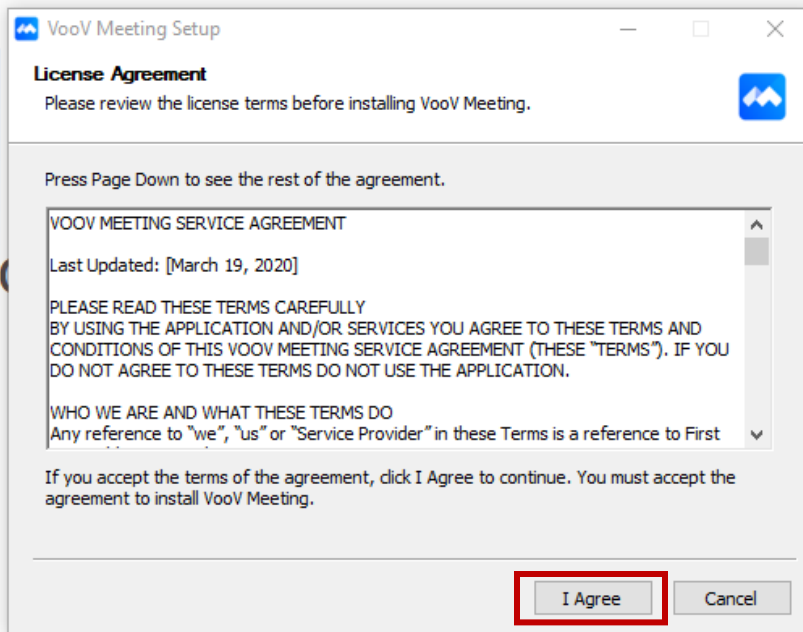 VooV Meeting Setup
License Agreement
Please review the license terms before installing VooV Meeting.
Press Page Down to see the rest of the agreement.
VOOV MEETING SERVICE AGREEMENT
Last Updated: [March 19, 2020]
PLEASE READ THESE TERMS CAREFULLY
BY USING THE APPLICATION AND/OR SERVICES YOU AGREE TO THESE TERMS AND
CONDITIONS OF THIS VOOV MEETING SERVICE AGREEMENT (THESE “TERMS”). IF YOU
DO NOT AGREE TO THESE TERMS DO NOT USE THE APPLICATION.
WHO WE ARE AND WHAT THESE TERMS DO
Any reference to “we”, “us” or “Service Provider” in these Terms is a reference to First
If you accept the terms of the agreement, click I Agree to continue. You must accept the
agreement to install VooV Meeting.
I Agree
Cancel